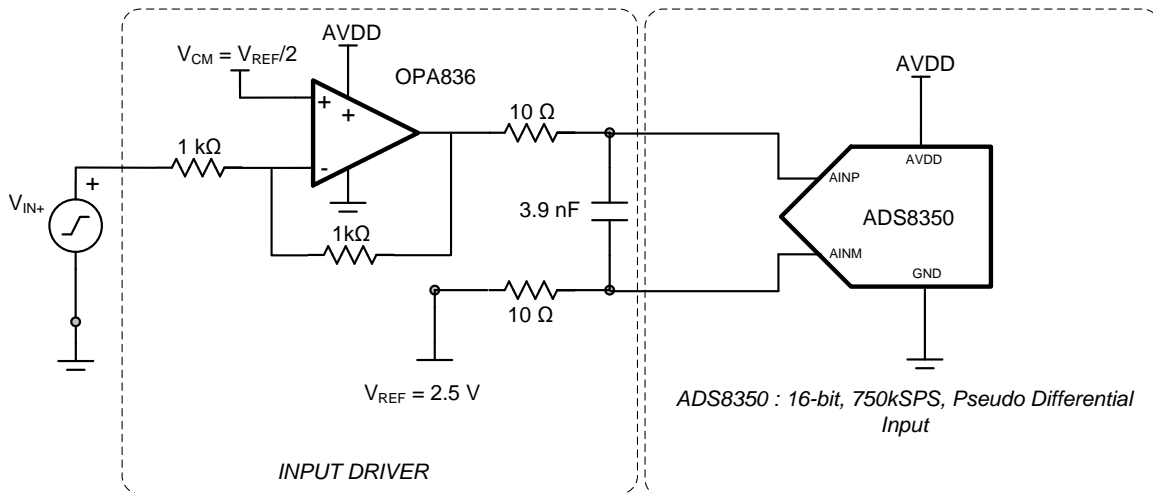 AVDD
V_CM = V_REF/2
OPA836
+
+
-
1 kΩ
10 Ω
+
V_IN+
1kΩ
3.9 nF
10 Ω
V_REF = 2.5 V
INPUT DRIVER
AVDD
AVDD
AINP
ADS8350
AINM
GND
ADS8350 : 16-bit, 750kSPS, Pseudo Differential
Input